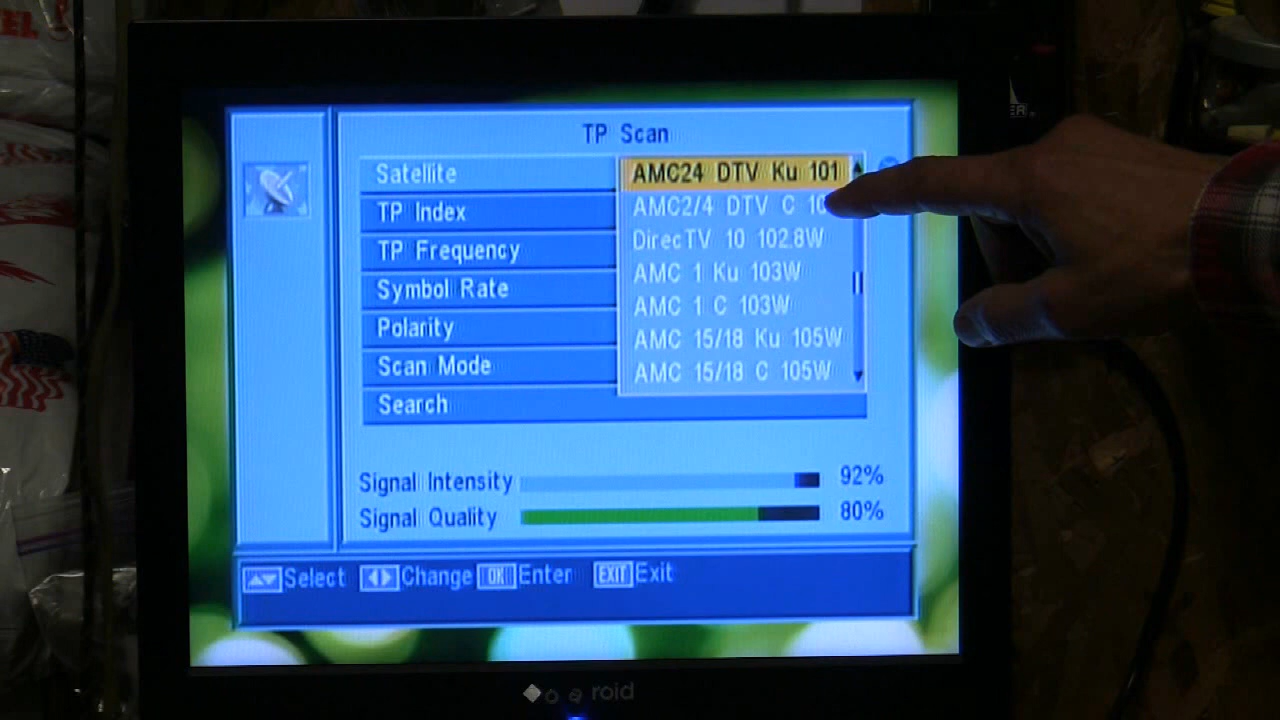 TP Scan
Satellite
AMC24 DTV Ku 101
TP Index
AMC2/4 DTV C 10
TP Frequency
DirecTV 10 102.8W
Symbol Rate
AMC 1 Ku 103W
Polarity
AMC 1 C 103W
Scan Mode
AMC 15/18 Ku 105W
Search
AMC 15/18 C 105W
Signal Intensity 92%
Signal Quality 80%
Select Change OK Enter EXIT Exit
roid